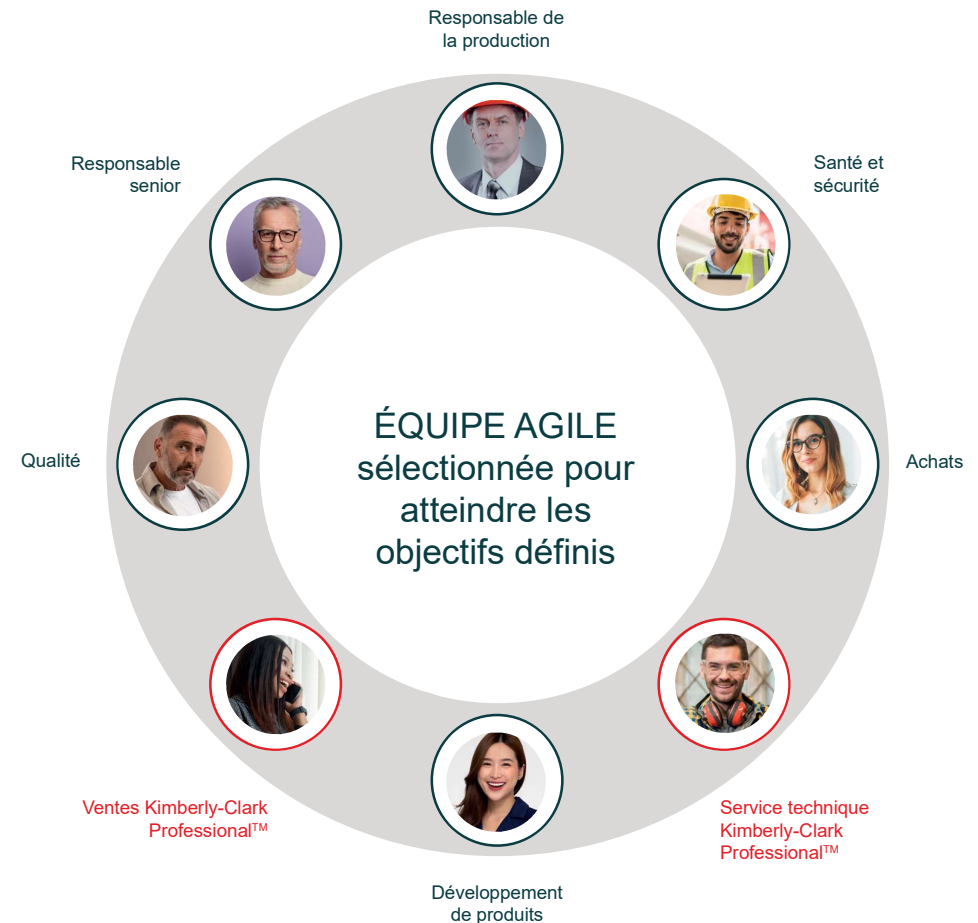 Responsable de
la production
Responsable
senior
Santé et
sécurité
Qualité
ÉQUIPE AGILE
sélectionnée pour
atteindre les
objectifs définis
Achats
Ventes Kimberly-Clark
Professional™
Service technique
Kimberly-Clark
Professional™
Développement
de produits